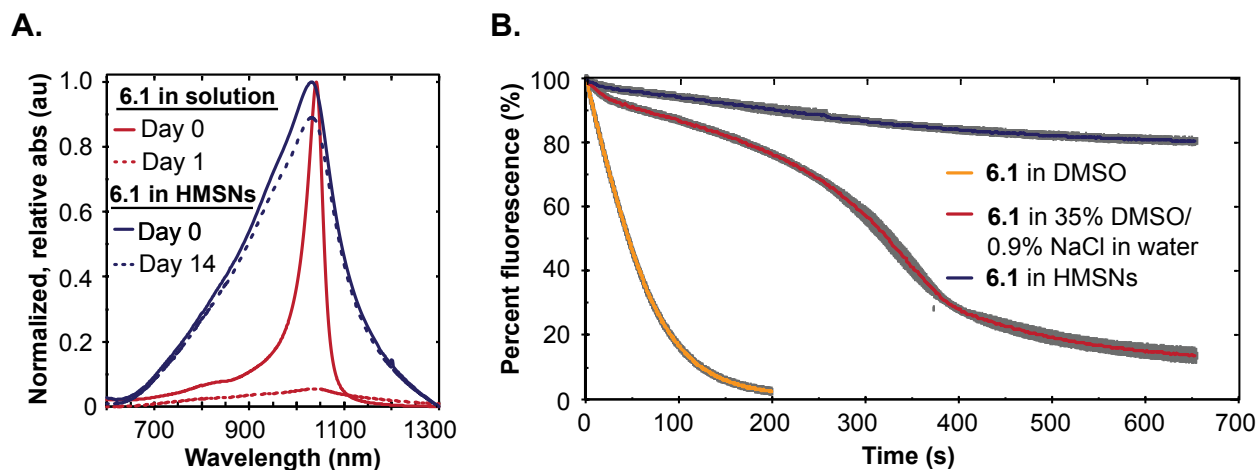 A.
B.
Normalized, relative abs (au)
1.0
0.8
0.6
0.4
0.2
0
6.1 in solution
Day 0
Day 1
6.1 in HMSNs
Day 0
Day 14
700
900
1100
1300
Wavelength (nm)
Percent fluorescence (%)
100
80
60
40
20
0
6.1 in DMSO
6.1 in 35% DMSO/
0.9% NaCl in water
6.1 in HMSNs
0
100
200
300
400
500
600
700
Time (s)